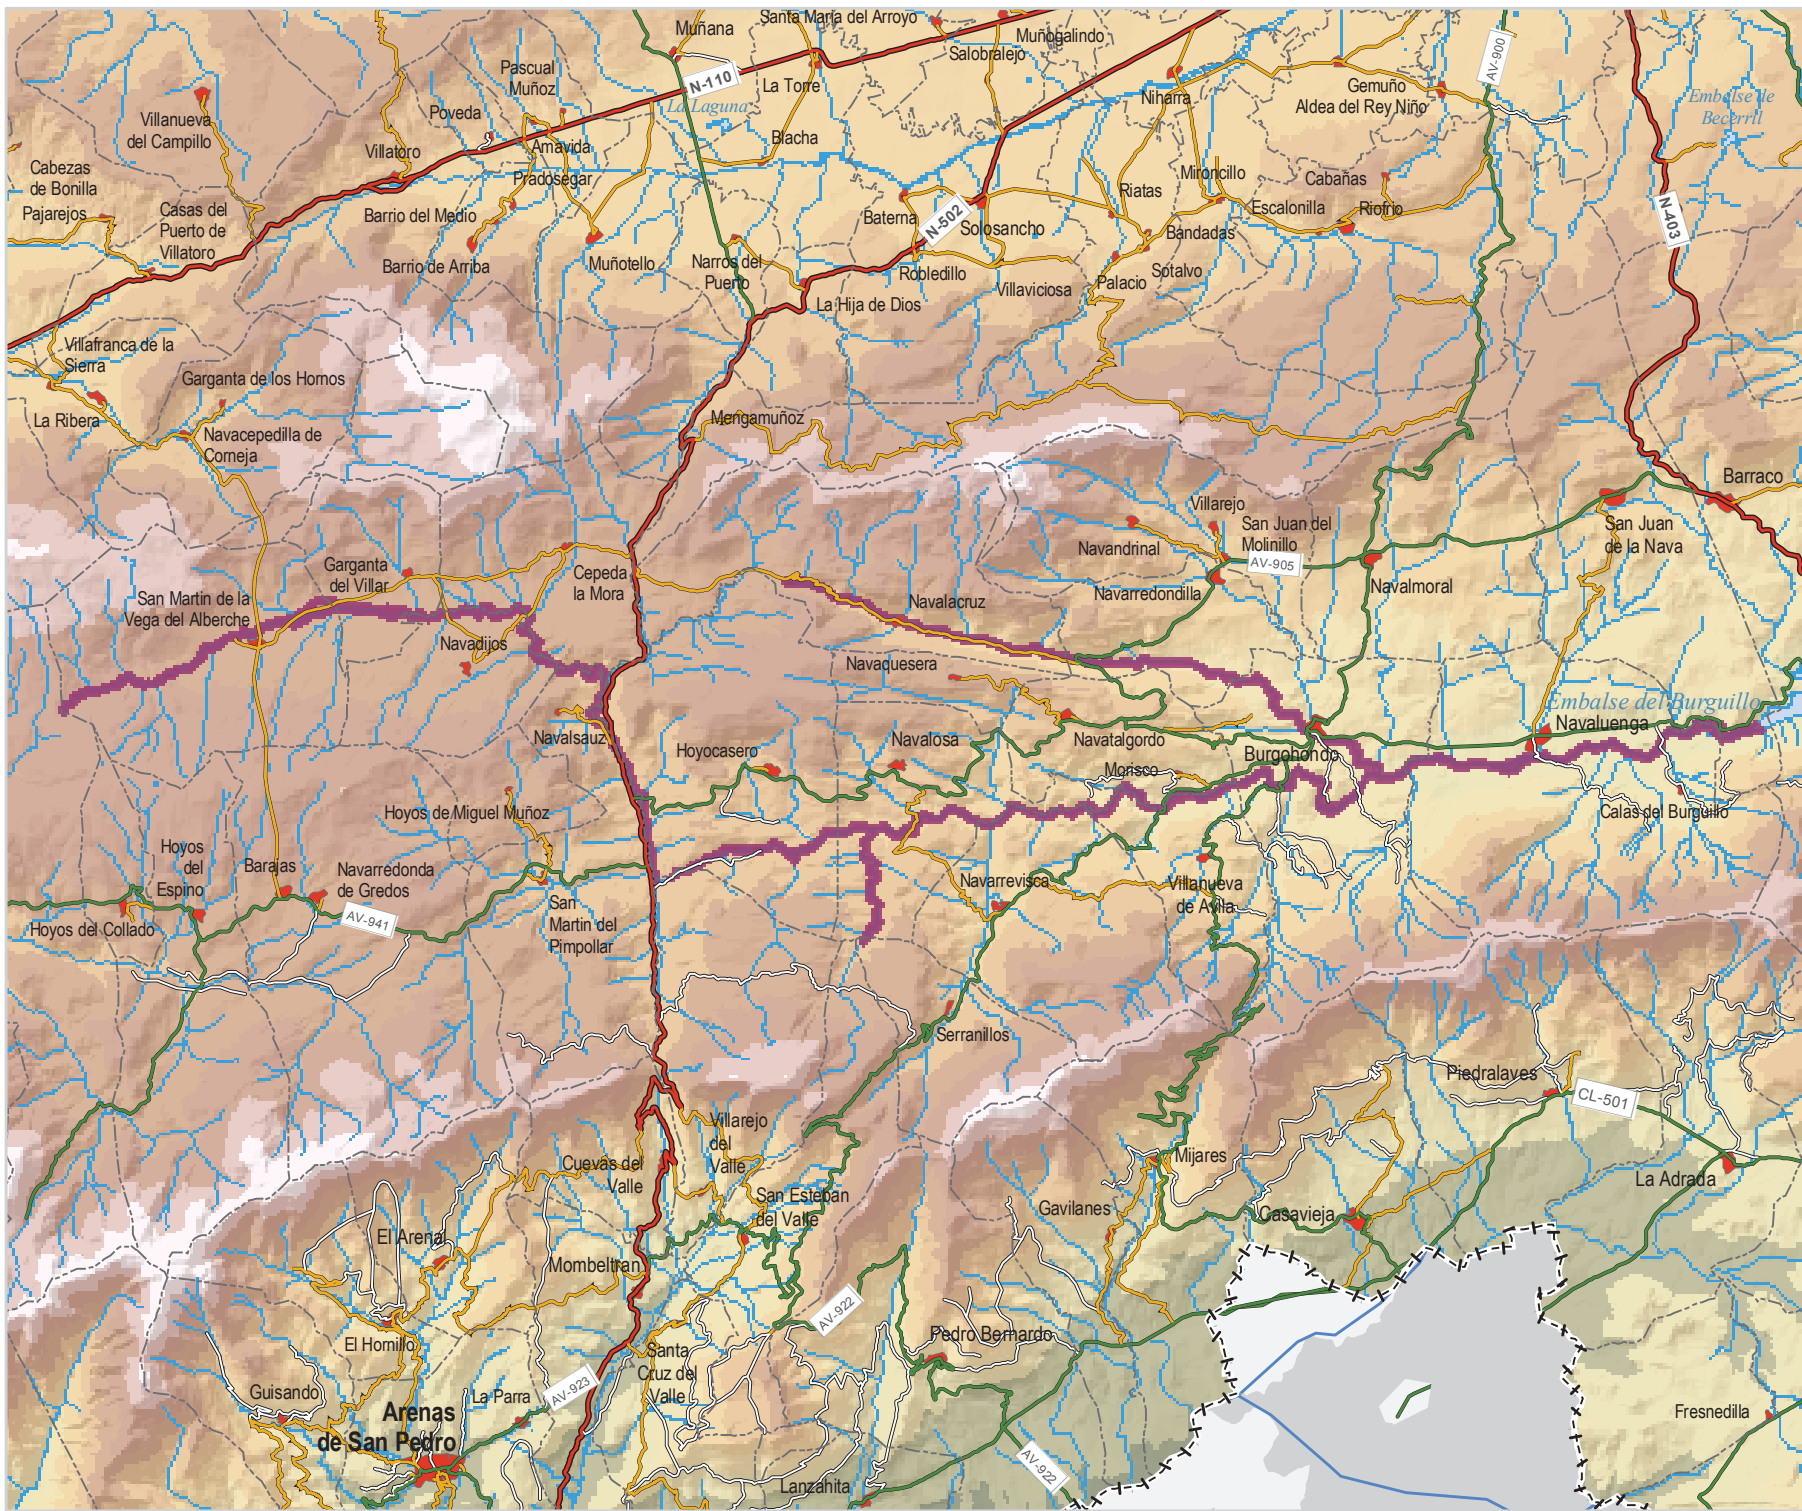 Muñana
Santa María del Arroyo
Salobralejo
Muñogalindo
AV-900
Pascual
Muñoz
N-110
La Laguna
La Torre
Niharra
Gemuño
Aldea del Rey Niño
Embalse de
Becerril
Villanueva
del Campillo
Poveda
Villatoro
Amavida
Blacha
Cabezas
de Bonilla
Pradosegar
Mironcillo
Cabañas
Riatas
Pajarejos
Casas del
Puerto de
Villatoro
Barrio del Medio
Baterna
N-502
Solosancho
Escalonilla
Riofrio
N-403
Bandadas
Barrio de Arriba
Muñotello
Narros del
Puerto
Robledillo
Villaviciosa
Palacio
Sotalvo
La Hija de Dios
Villafranca de la
Sierra
Garganta de los Hornos
La Ribera
Navacepedilla de
Corneja
Mengamuñoz
Barraco
Villarejo
San Juan del
Molinillo
San Juan
de la Nava
Navandrinal
AV-905
Garganta
del Villar
Cepeda
la Mora
Navarredondilla
Navalmoral
San Martin de la
Vega del Alberche
Navalacruz
Navadijos
Navaquesera
Embalse del Burguillo
Navaluenga
Navalsauz
Hoyocasero
Navalosa
Navatalgordo
Burgohondo
Morisco
Hoyos de Miguel Muñoz
Calas del Burguillo
Hoyos
del
Espino
Barajas
Navarredonda
de Gredos
Navarrevisca
Villanueva
de Avila
AV-941
Hoyos del Collado
San
Martin del
Pimpollar
Serranillos
Piedralaves
CL-501
Villarejo
del
Valle
Cuevas del
Valle
Mijares
La Adrada
San Esteban
del Valle
Gavilanes
Casavieja
El Arenal
Mombeltran
AV-922
El Hornillo
Pedro Bernardo
Santa
Cruz del
Valle
Guisando
La Parra
AV-923
Arenas
de San Pedro
Fresnedilla
AV-922
Lanzahita